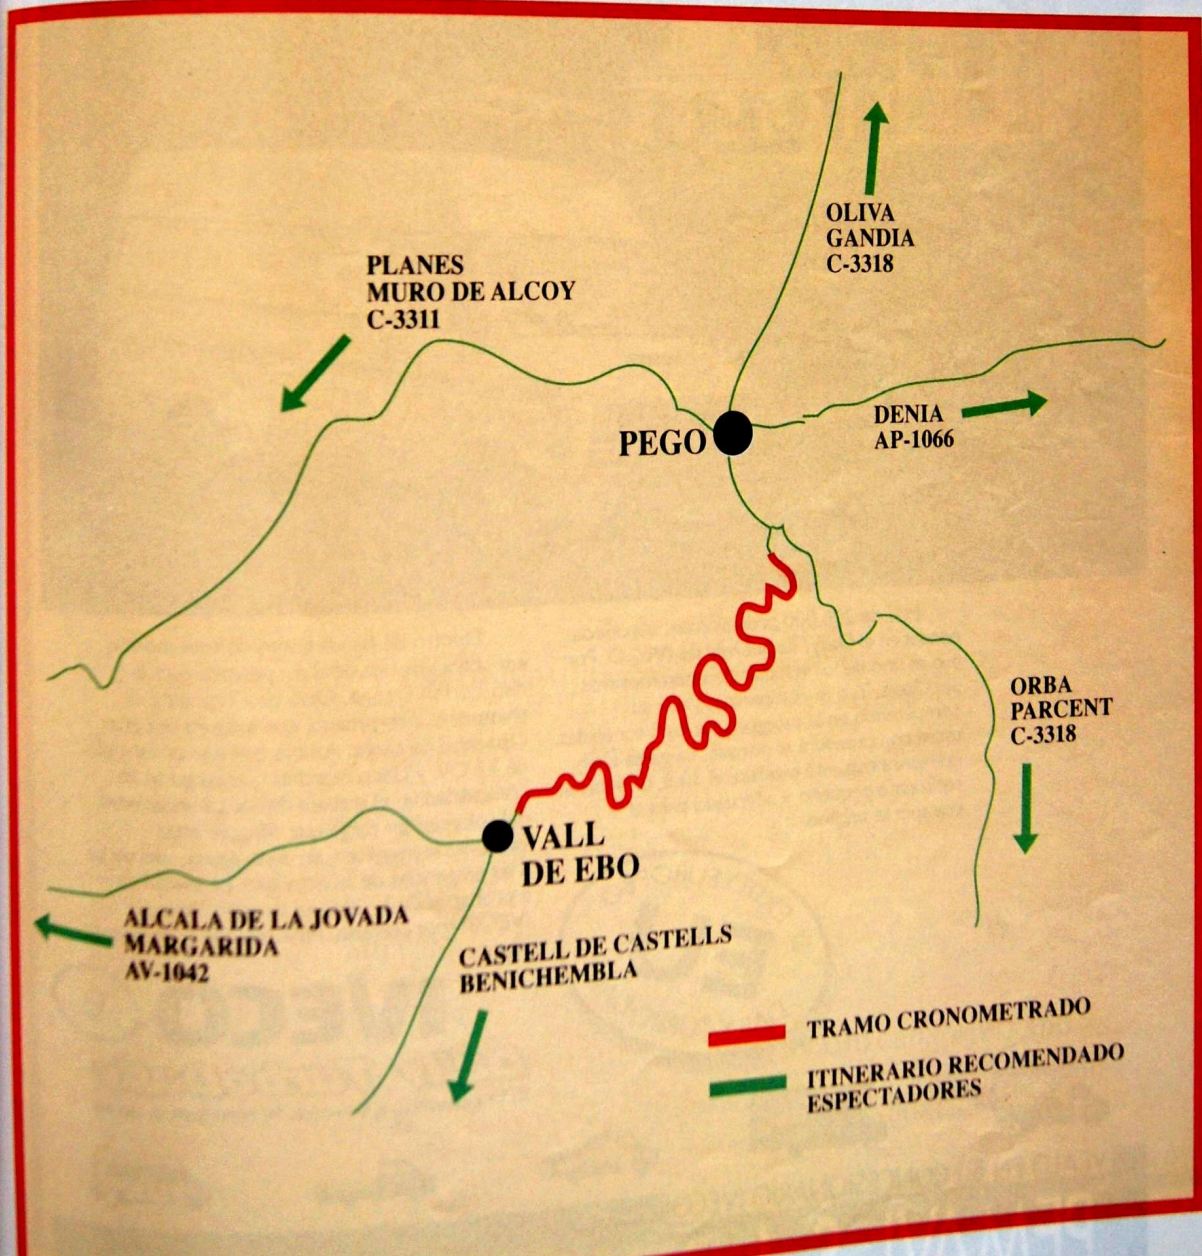 OLIVA
GANDIA
C-3318
PLANES
MURO DE ALCOY
C-3311
DENIA
AP-1066
PEGO
ORBA
PARCENT
C-3318
VALL
DE EBO
ALCALA DE LA JOVADA
MARGARIDA
AV-1042
CASTELL DE CASTELLS
BENICHEMBLA
TRAMO CRONOMETRADO
ITINERARIO RECOMENDADO
ESPECTADORES